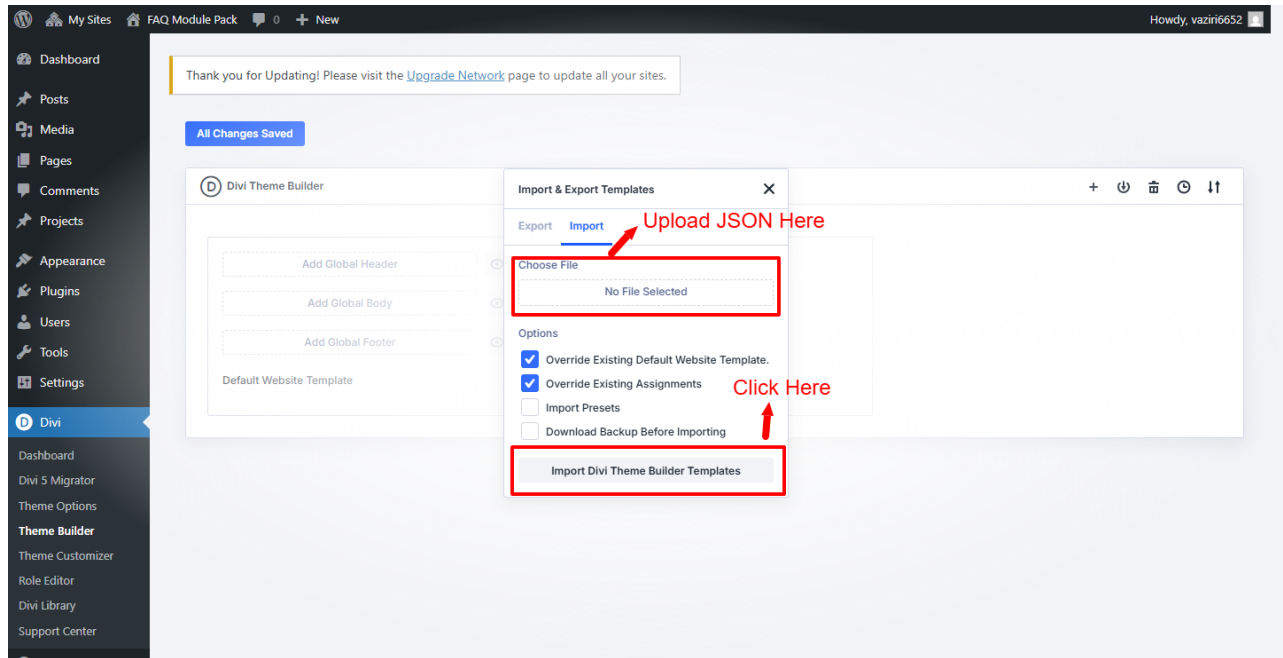 My Sites FAQ Module Pack 0 New Howdy, vaziri6652
Dashboard
Posts
Media
Pages
Comments
Projects
Appearance
Plugins
Users
Tools
Settings
D Divi
Dashboard
Divi 5 Migrator
Theme Options
Theme Builder
Theme Customizer
Role Editor
Divi Library
Support Center
Thank you for Updating! Please visit the Upgrade Network page to update all your sites.
All Changes Saved
D Divi Theme Builder
Add Global Header
Add Global Body
Add Global Footer
Default Website Template
Import & Export Templates
Export Import
Upload JSON Here
Choose File
No File Selected
Options
Override Existing Default Website Template.
Override Existing Assignments
Click Here
Import Presets
Download Backup Before Importing
Import Divi Theme Builder Templates